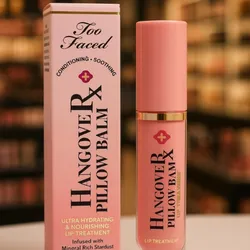 Too
Faced
CONDITIONING • SOOTHING
HANGOVER
RX
PILLOW BALM
ULTRA HYDRATING
& NOURISHING
LIP TREATMENT
Infused with
Mineral Rich Stardust
HANGOVER
RX
PILLOW BALM
LIP TREATMENT